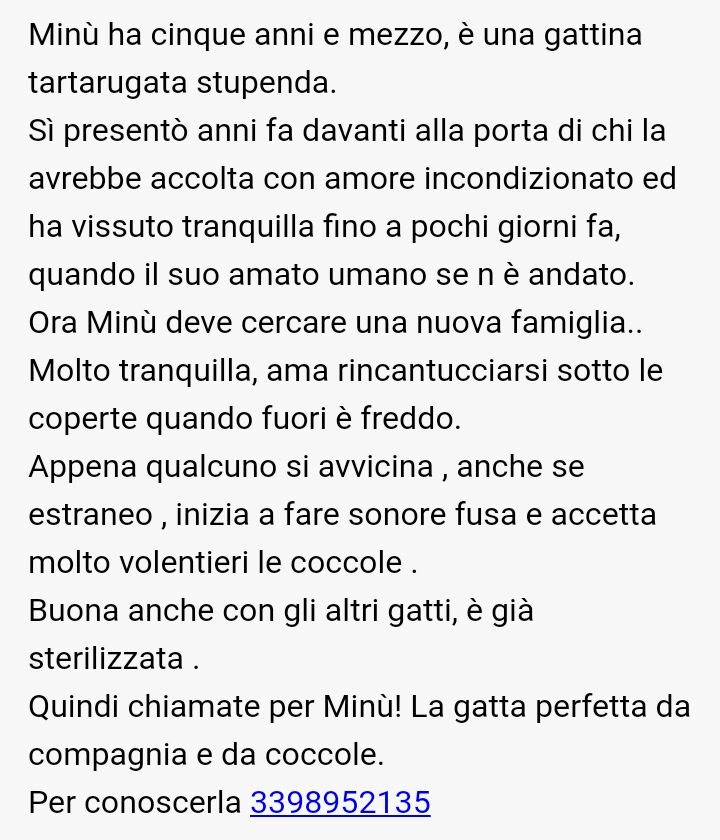 Minù ha cinque anni e mezzo, è una gattina
tartarugata stupenda.
Sì presentò anni fa davanti alla porta di chi la
avrebbe accolta con amore incondizionato ed
ha vissuto tranquilla fino a pochi giorni fa,
quando il suo amato umano se n è andato.
Ora Minù deve cercare una nuova famiglia..
Molto tranquilla, ama rincantucciarsi sotto le
coperte quando fuori è freddo.
Appena qualcuno si avvicina , anche se
estraneo , inizia a fare sonore fusa e accetta
molto volentieri le coccole .
Buona anche con gli altri gatti, è già
sterilizzata .
Quindi chiamate per Minù! La gatta perfetta da
compagnia e da coccole.
Per conoscerla 3398952135